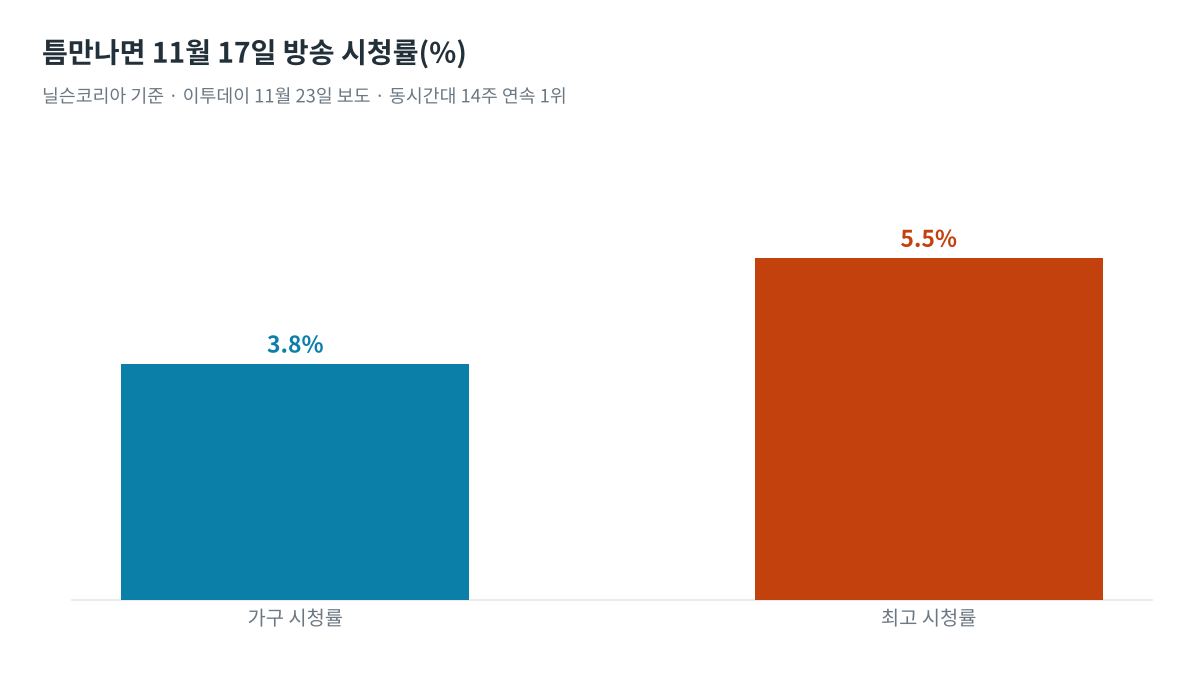 틈만나면 11월 17일 방송 시청률(%)
닐슨코리아 기준 · 이투데이 11월 23일 보도 · 동시간대 14주 연속 1위
5.5%
3.8%
가구 시청률
최고 시청률